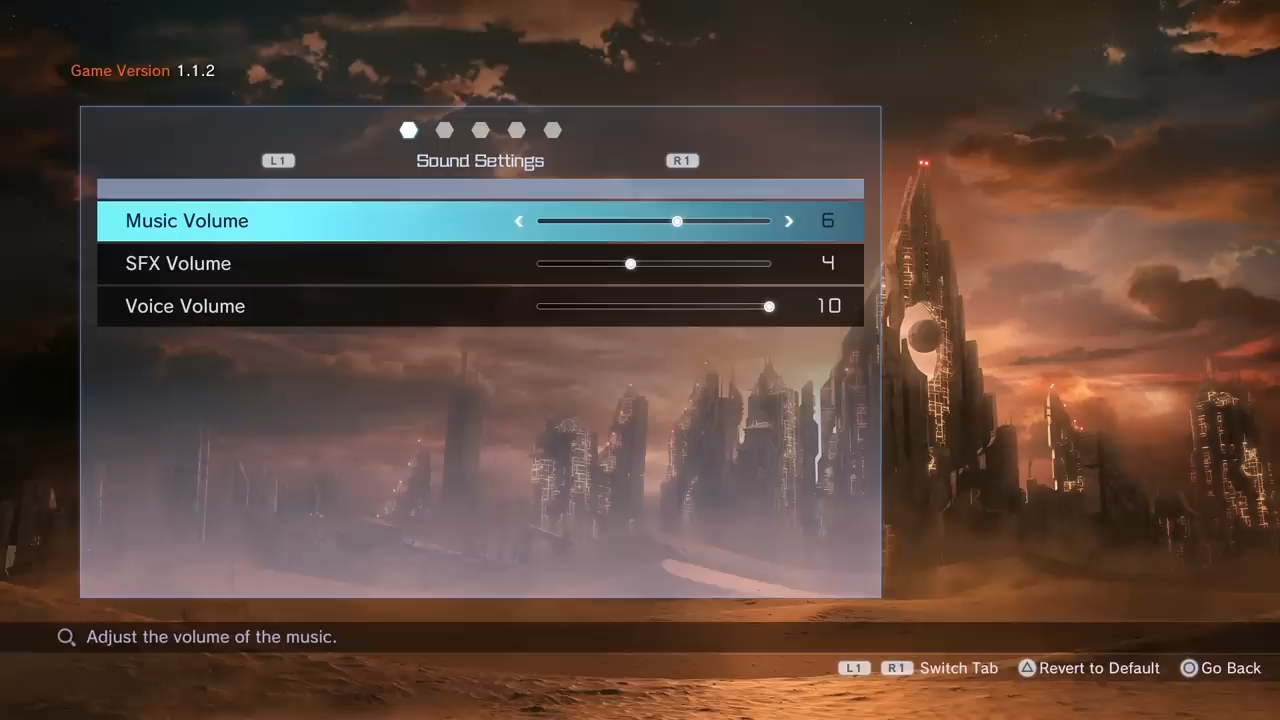 Game Version 1.1.2
L1 Sound Settings R1
Music Volume 6
SFX Volume 4
Voice Volume 10
Adjust the volume of the music.
L1 R1 Switch Tab Revert to Default Go Back